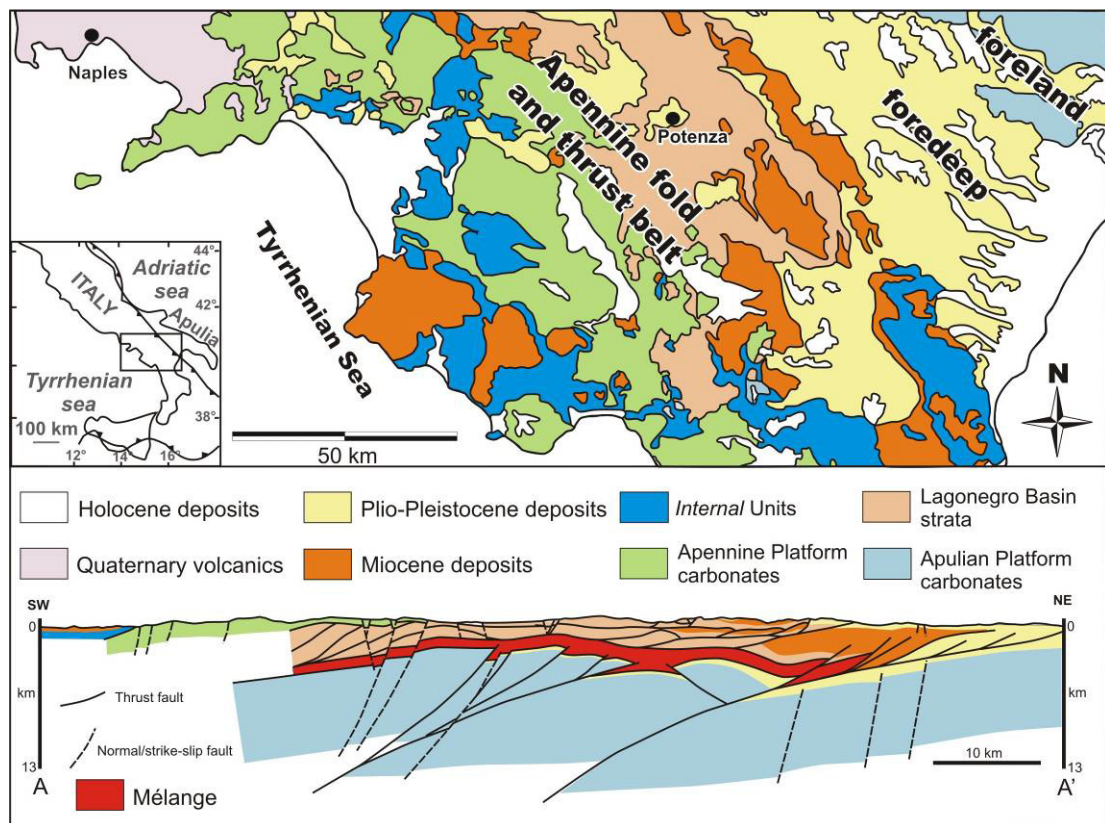 Naples
Apennine fold
and thrust belt
Potenza
foreland
foredeep
Tyrrhenian Sea
44°
Adriatic
sea
ITALY
42°
Apulia
Tyrrhenian
sea
38°
100 km
12° 14° 16°
50 km
N
Holocene deposits
Plio-Pleistocene deposits
Internal Units
Lagonegro Basin
strata
Quaternary volcanics
Miocene deposits
Apennine Platform
carbonates
Apulian Platform
carbonates
SW
NE
0
0
km
km
Thrust fault
Normal/strike-slip fault
10 km
13
13
A
A'
Mélange